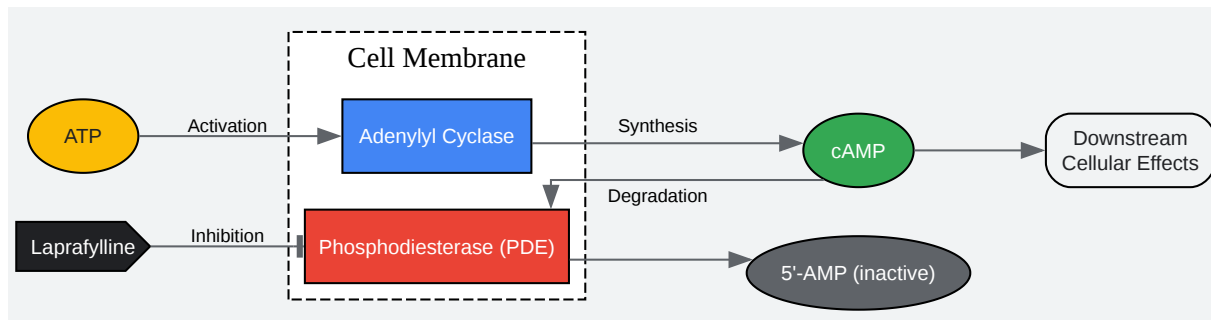 Cell Membrane
ATP
Activation
Adenylyl Cyclase
Synthesis
cAMP
Downstream
Cellular Effects
Degradation
Laprafylline
Inhibition
Phosphodiesterase (PDE)
5'-AMP (inactive)